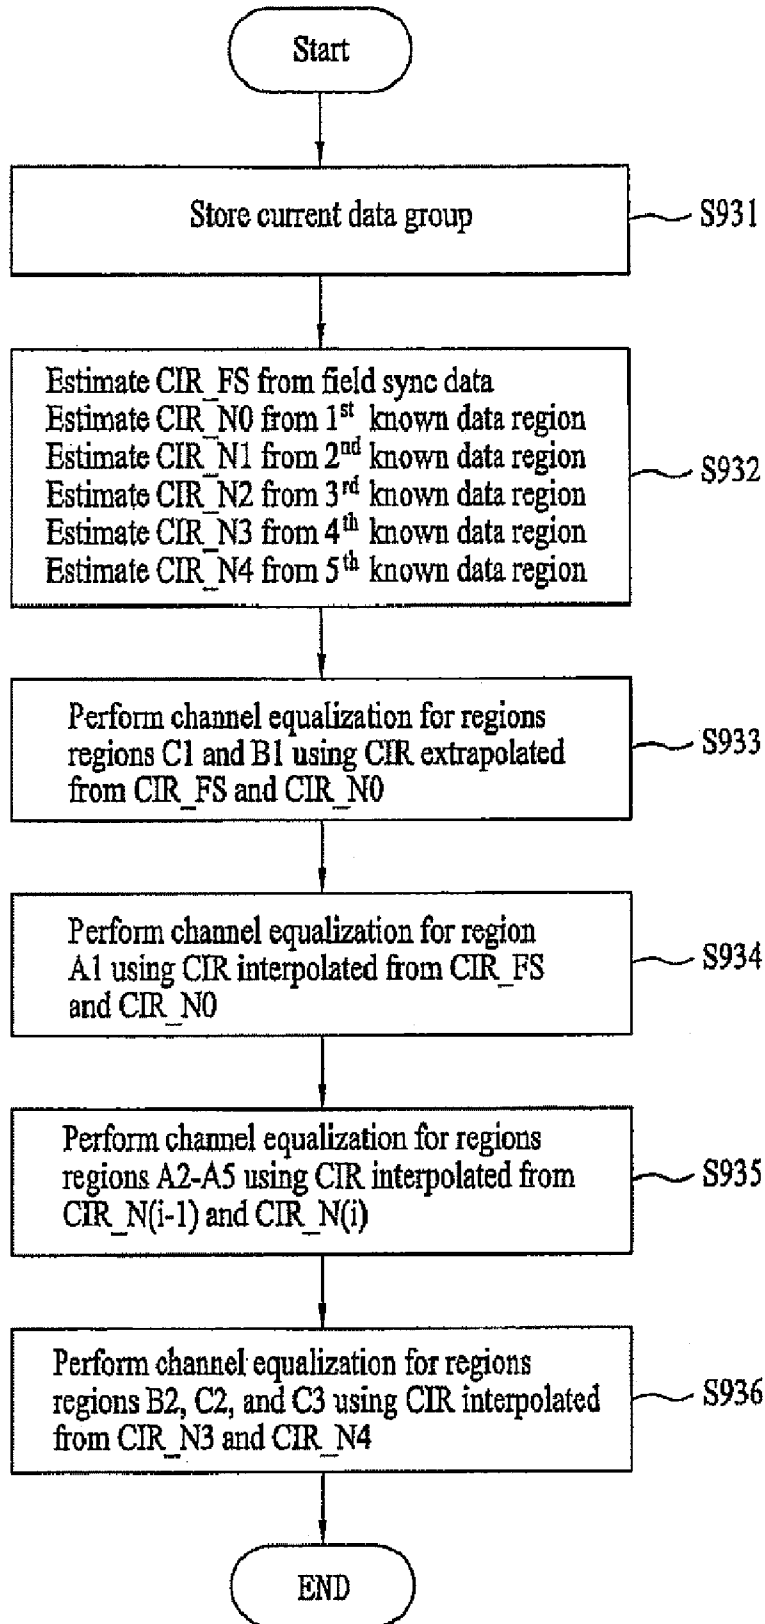 Start
Store current data group
S931
Estimate CIR_FS from field sync data
Estimate CIR_N0 from 1st known data region
Estimate CIR_N1 from 2nd known data region
Estimate CIR_N2 from 3rd known data region
Estimate CIR_N3 from 4th known data region
Estimate CIR_N4 from 5th known data region
S932
Perform channel equalization for regions
regions C1 and B1 using CIR extrapolated
from CIR_FS and CIR_N0
S933
Perform channel equalization for region
A1 using CIR interpolated from CIR_FS
and CIR_N0
S934
Perform channel equalization for regions
regions A2-A5 using CIR interpolated from
CIR_N(i-1) and CIR_N(i)
S935
Perform channel equalization for regions
regions B2, C2, and C3 using CIR interpolated
from CIR_N3 and CIR_N4
S936
END